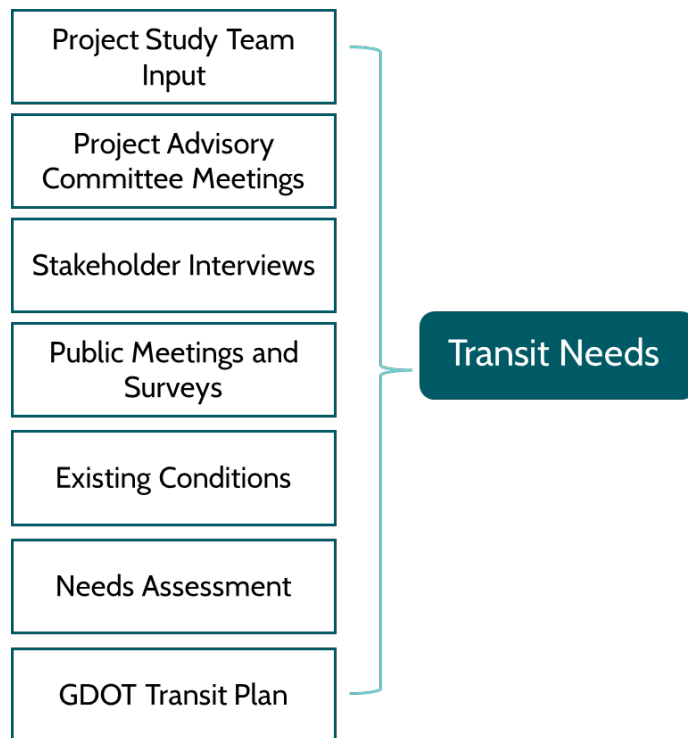 Project Study Team
Input
Project Advisory
Committee Meetings
Stakeholder Interviews
Public Meetings and
Surveys
Existing Conditions
Needs Assessment
GDOT Transit Plan
Transit Needs